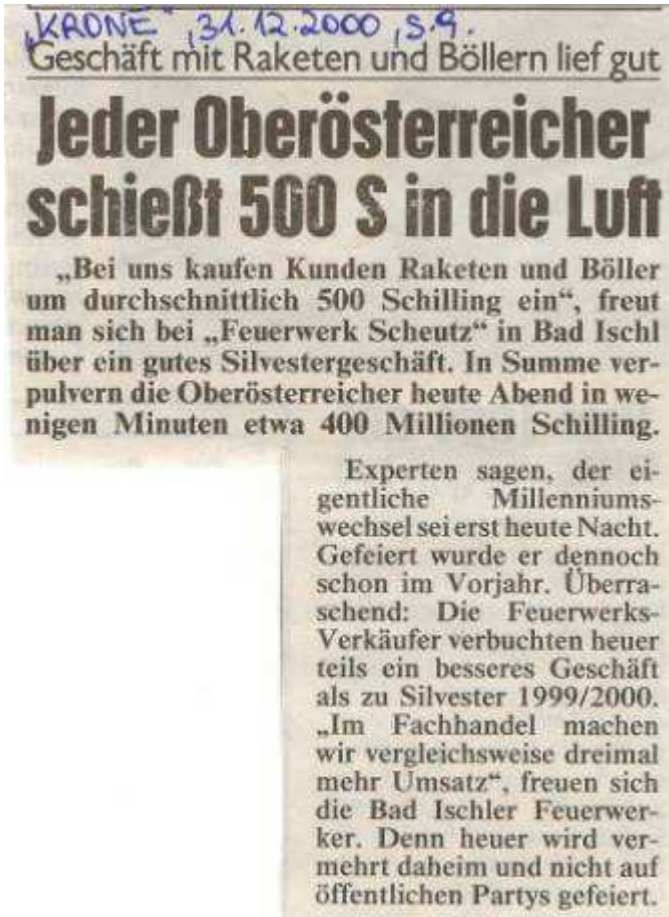 „KRONE", 31.12.2000, S.9.
Geschäft mit Raketen und Böllern lief gut
Jeder Oberösterreicher
schießt 500 S in die Luft
„Bei uns kaufen Kunden Raketen und Böller
um durchschnittlich 500 Schilling ein“, freut
man sich bei „Feuerwerk Scheutz“ in Bad Ischl
über ein gutes Silvestergeschäft. In Summe ver-
pulvern die Oberösterreicher heute Abend in we-
nigen Minuten etwa 400 Millionen Schilling.
Experten sagen, der ei-
gentliche Millenniums-
wechsel sei erst heute Nacht.
Gefeiert wurde er dennoch
schon im Vorjahr. Überra-
schend: Die Feuerwerks-
Verkäufer verbuchten heuer
teils ein besseres Geschäft
als zu Silvester 1999/2000.
„Im Fachhandel machen
wir vergleichsweise dreimal
mehr Umsatz“, freuen sich
die Bad Ischler Feuerwer-
ker. Denn heuer wird ver-
mehrt daheim und nicht auf
öffentlichen Partys gefeiert.